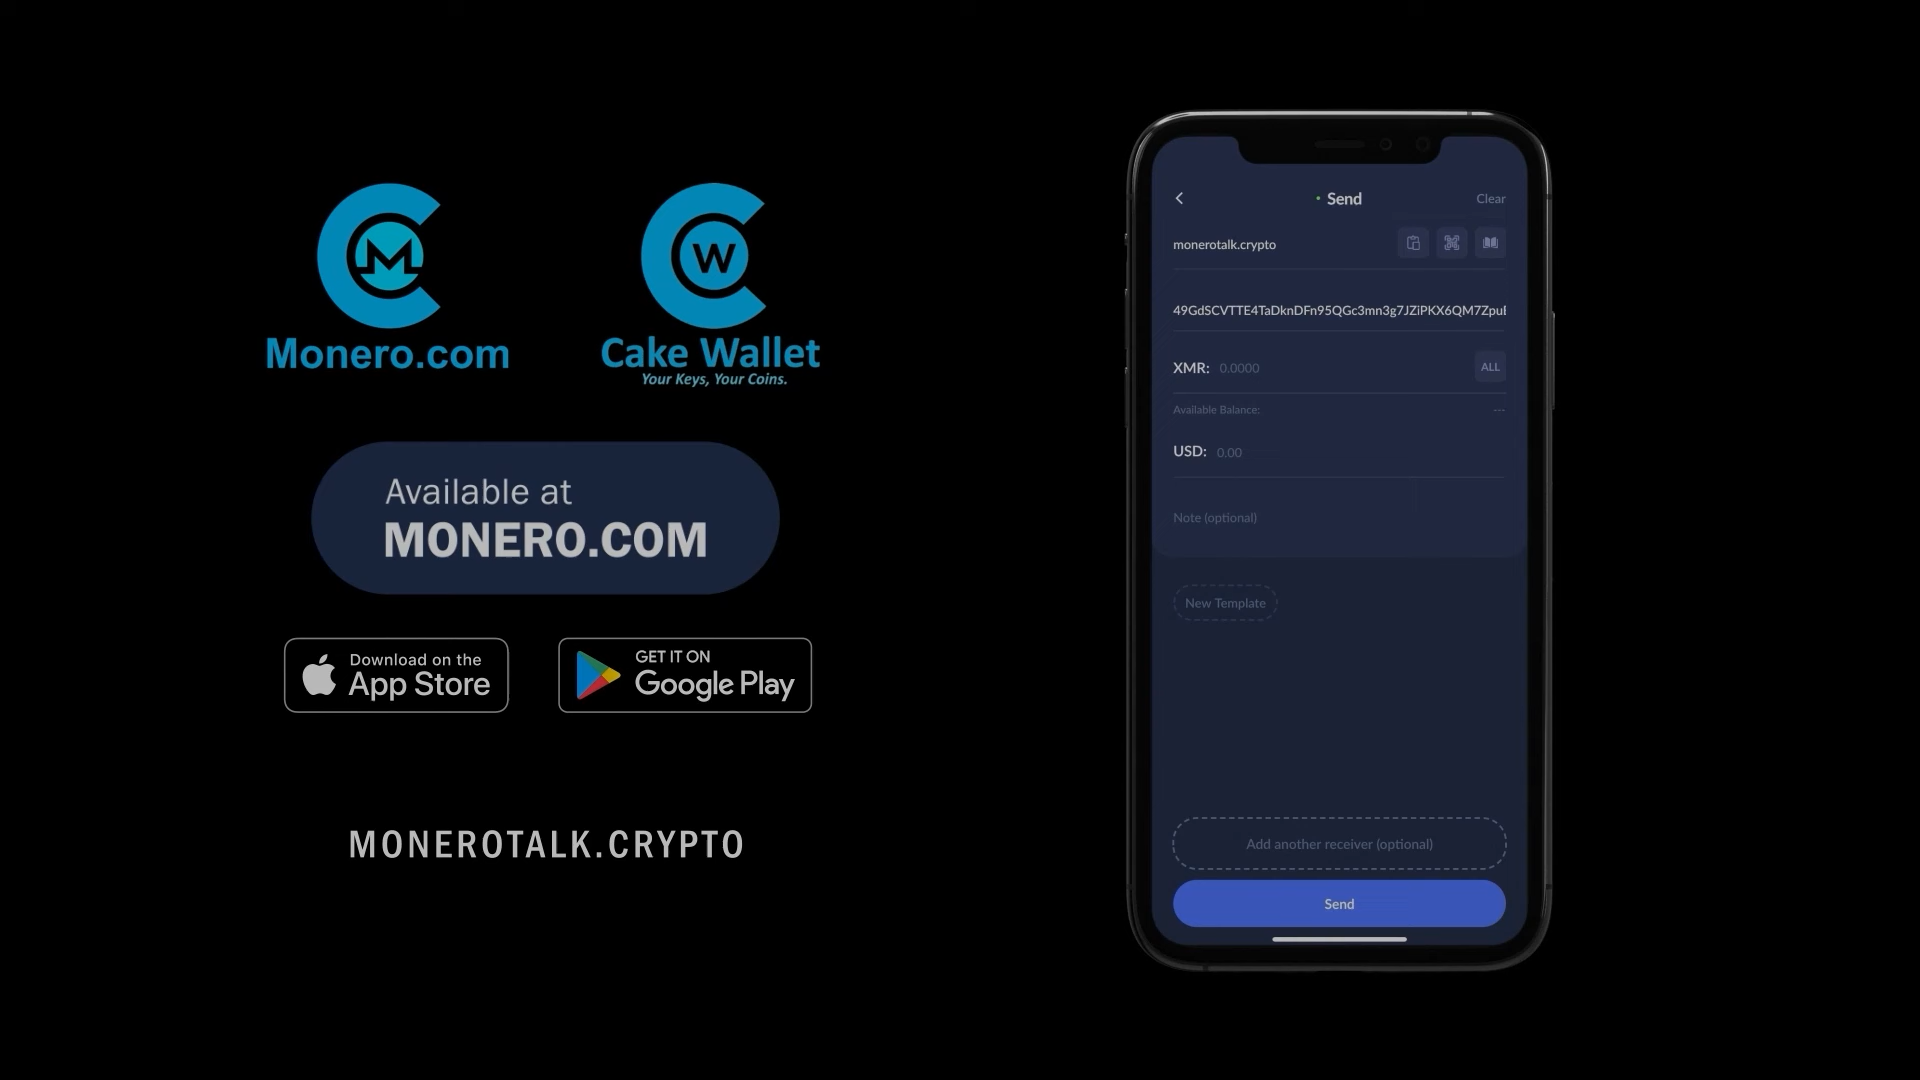 Monero.com
W
Cake Wallet
Your Keys, Your Coins.
Available at
MONERO.COM
Download on the
App Store
GET IT ON
Google Play
MONEROTALK.CRYPTO
Send
Clear
monerotalk.crypto
49GdSCVTTE4TaDknDFn95QGc3mn3g7JZiPKX6QM7Zpu
XMR: 0.0000
ALL
Available Balance: ---
USD: 0.00
Note (optional)
New Template
Add another receiver (optional)
Send